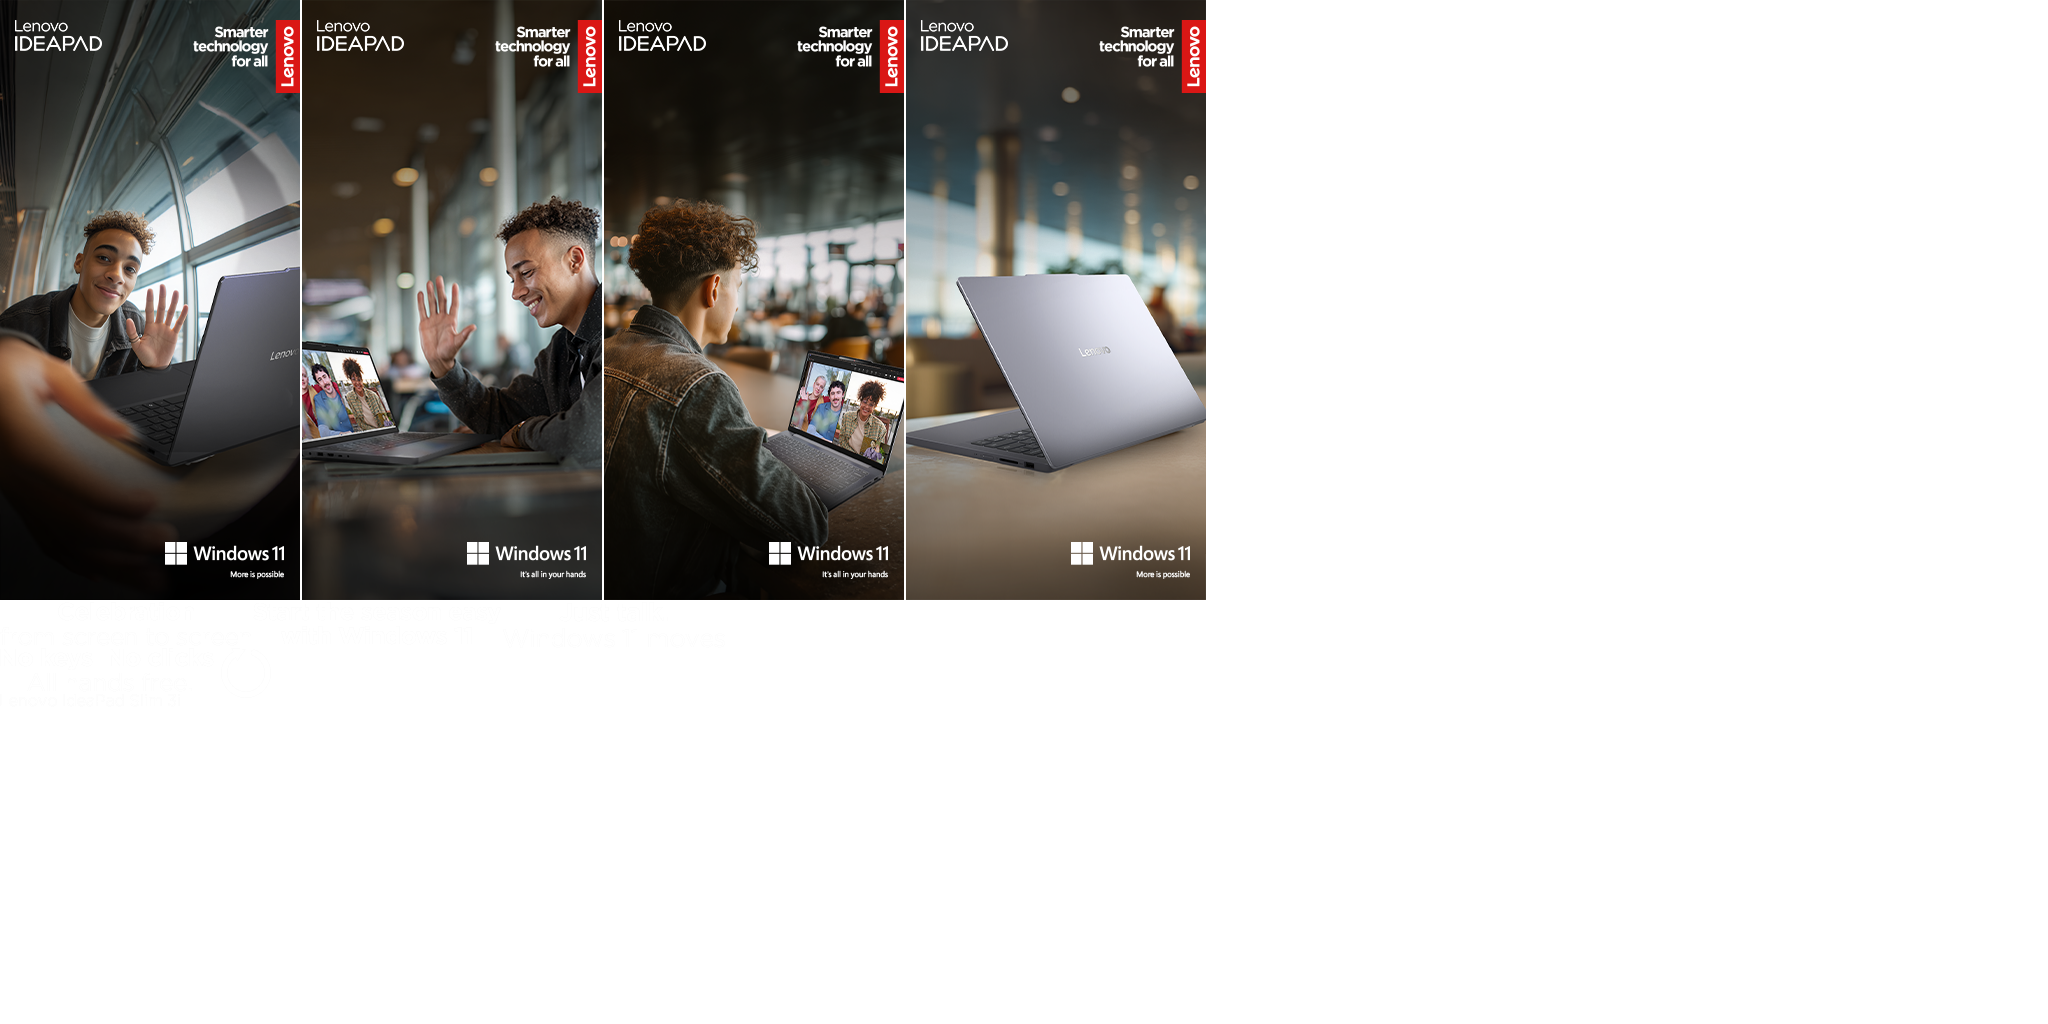 Lenovo
IDEAPAD
Smarter
technology
for all
Lenovo
Lenovo
Windows 11
More is possible
Lenovo
IDEAPAD
Smarter
technology
for all
Lenovo
Windows 11
It's all in your hands
Lenovo
IDEAPAD
Smarter
technology
for all
Lenovo
Windows 11
It's all in your hands
Lenovo
IDEAPAD
Smarter
technology
for all
Lenovo
Lenovo
Windows 11
More is possible